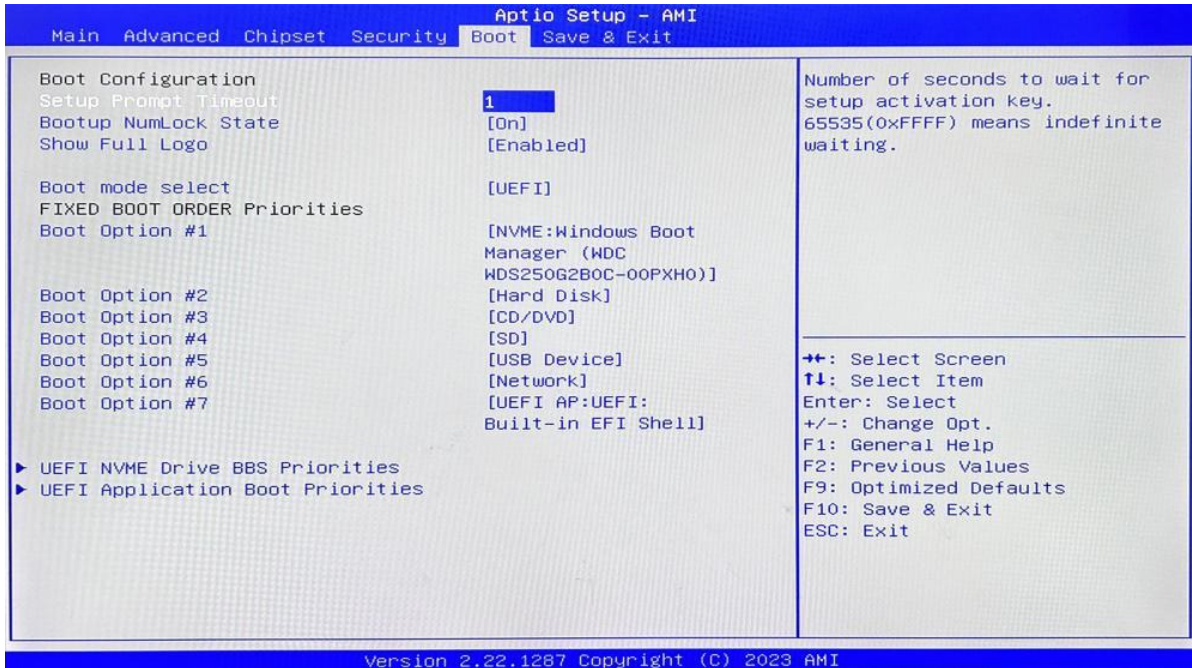 Aptio Setup – AMI
Main Advanced Chipset Security Boot Save & Exit
Boot Configuration
Setup Prompt Timeout 1
Bootup NumLock State [On]
Show Full Logo [Enabled]
Boot mode select [UEFI]
FIXED BOOT ORDER Priorities
Boot Option #1 [NVME:Windows Boot
Manager (WDC
WDS250G2B0C-00PXH0)]
Boot Option #2 [Hard Disk]
Boot Option #3 [CD/DVD]
Boot Option #4 [SD]
Boot Option #5 [USB Device]
Boot Option #6 [Network]
Boot Option #7 [UEFI AP:UEFI:
Built-in EFI Shell]
► UEFI NVME Drive BBS Priorities
► UEFI Application Boot Priorities
Number of seconds to wait for
setup activation key.
65535(0xFFFF) means indefinite
waiting.
→←: Select Screen
↑↓: Select Item
Enter: Select
+/-: Change Opt.
F1: General Help
F2: Previous Values
F9: Optimized Defaults
F10: Save & Exit
ESC: Exit
Version 2.22.1287 Copyright (C) 2023 AMI